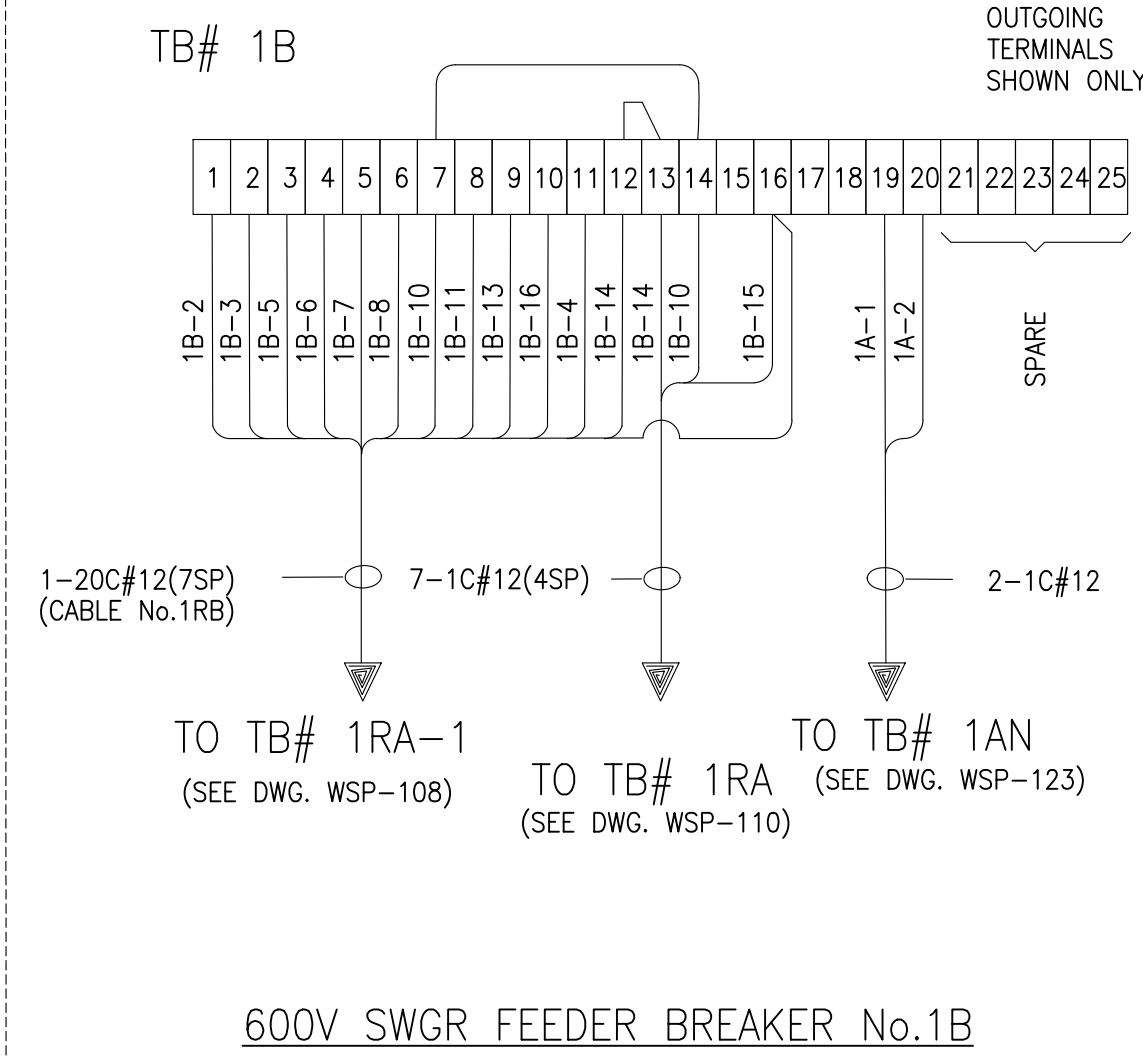 TB# 1B
OUTGOING
TERMINALS
SHOWN ONLY
1 2 3 4 5 6 7 8 9 10 11 12 13 14 15 16 17 18 19 20 21 22 23 24 25
1B-2
1B-3
1B-5
1B-6
1B-7
1B-8
1B-10
1B-11
1B-13
1B-16
1B-4
1B-14
1B-14
1B-10
1B-15
1A-1
1A-2
SPARE
1-20C#12(7SP)
(CABLE No.1RB)
7-1C#12(4SP)
2-1C#12
TO TB# 1RA-1
(SEE DWG. WSP-108)
TO TB# 1RA
(SEE DWG. WSP-110)
TO TB# 1AN
(SEE DWG. WSP-123)
600V SWGR FEEDER BREAKER No.1B